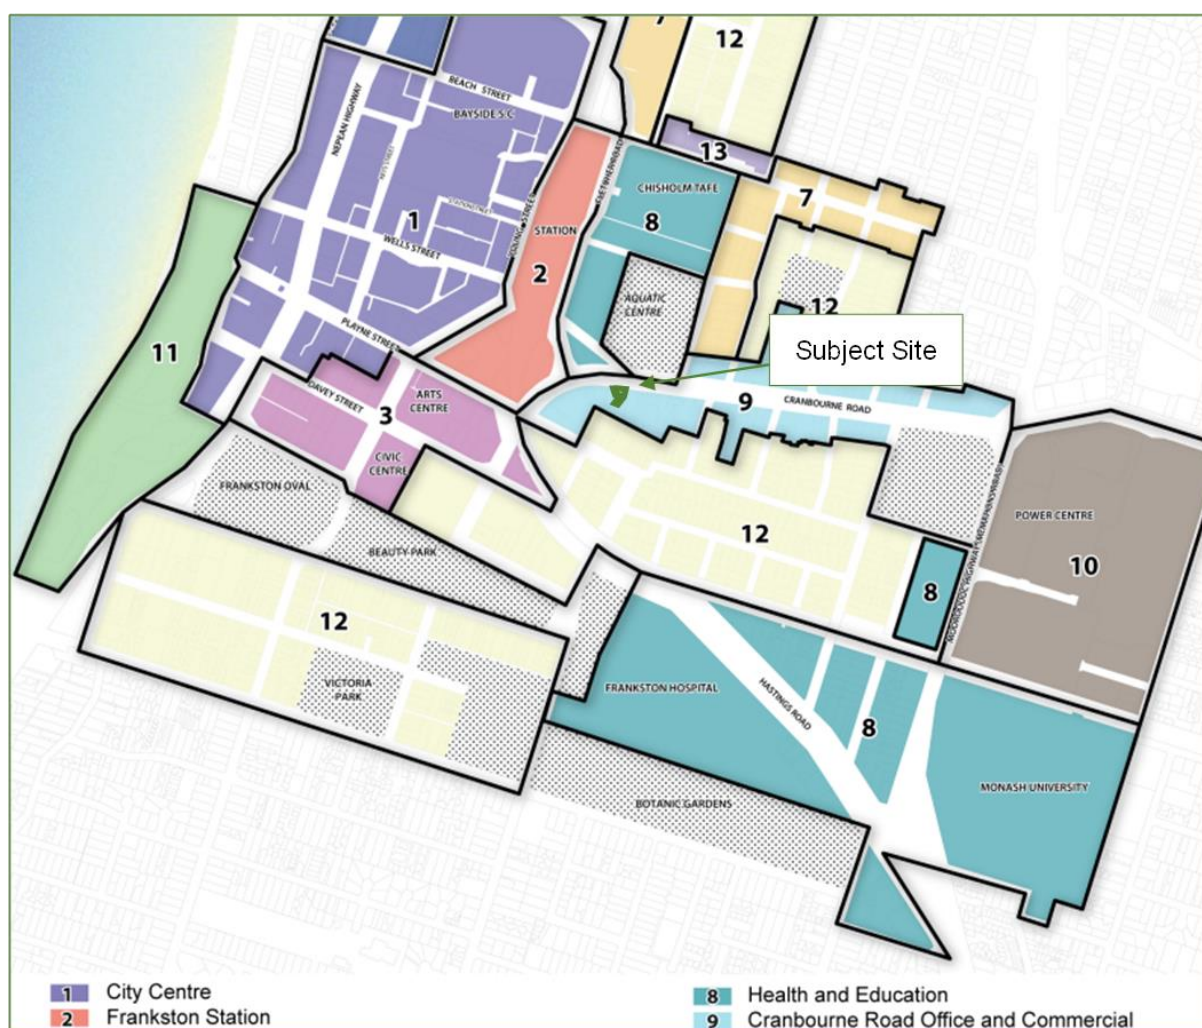 7
12
BEACH STREET
BAYSIDE S.C
NEPEAN HIGHWAY
13
CHISHOLM TAFE
7
1
STATION
8
WELLS STREET
YOUNG STREET
2
AQUATIC
CENTRE
12
PLAYNE STREET
Subject Site
11
DAVEY STREET
ARTS
CENTRE
9
CRANBOURNE ROAD
3
CIVIC
CENTRE
FRANKSTON OVAL
POWER CENTRE
12
BEAUTY PARK
10
8
12
VICTORIA
PARK
FRANKSTON HOSPITAL
HASTINGS ROAD
8
MONASH UNIVERSITY
BOTANIC GARDENS
1 City Centre
2 Frankston Station
8 Health and Education
9 Cranbourne Road Office and Commercial